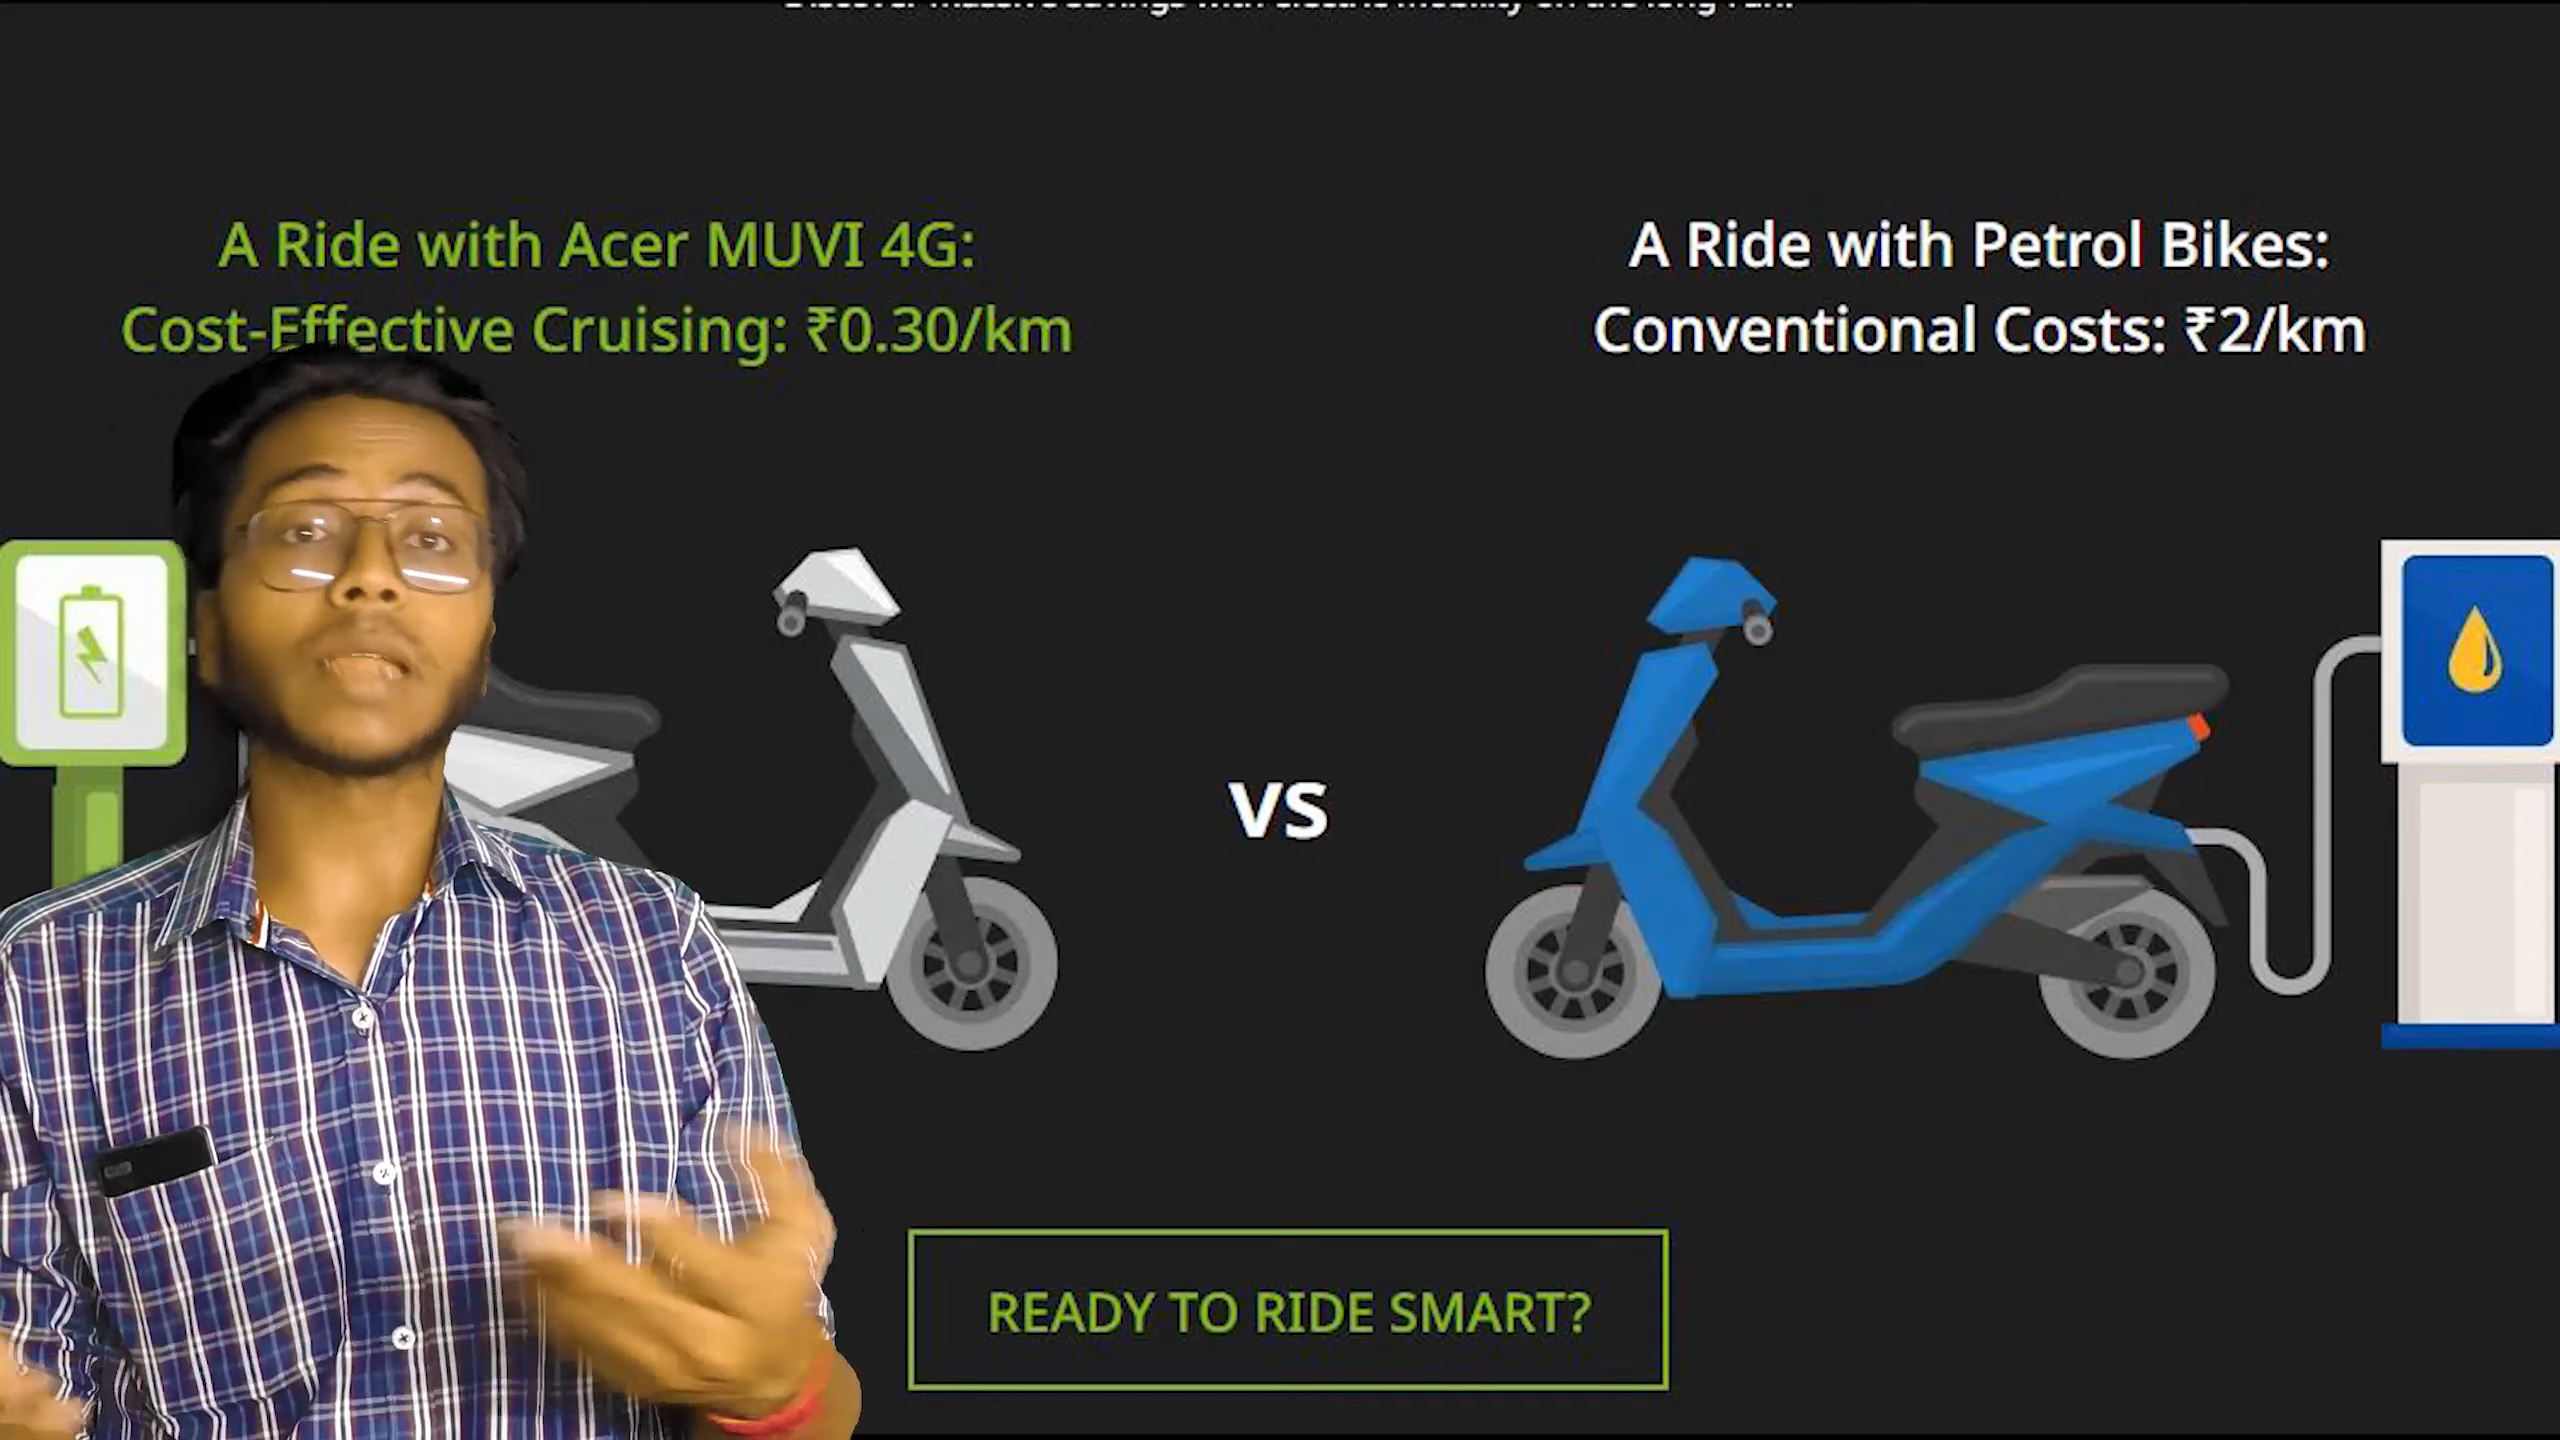 A Ride with Acer MUVI 4G:
Cost-Effective Cruising: ₹0.30/km
A Ride with Petrol Bikes:
Conventional Costs: ₹2/km
VS
READY TO RIDE SMART?